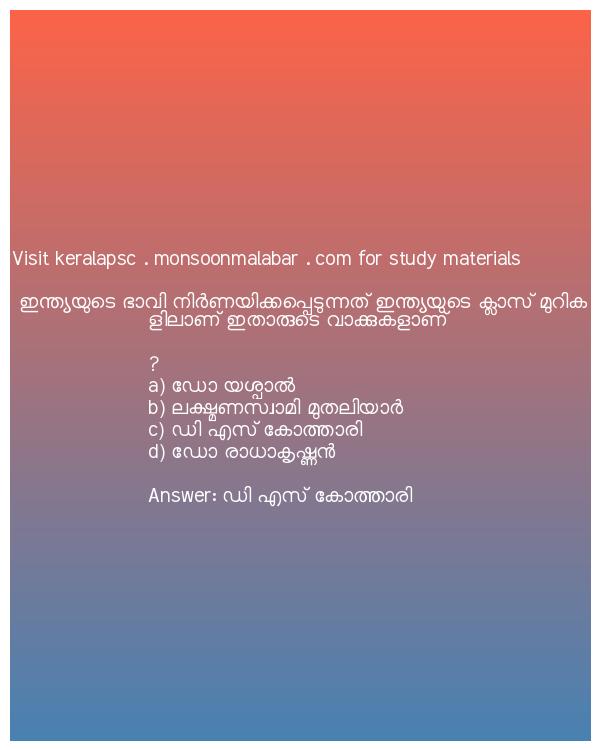 Visit keralapsc . monsoonmalabar . com for study materials
ഇന്ത്യയുടെ ഭാവി നിർണയിക്കപ്പെടുന്നത് ഇന്ത്യയുടെ ക്ലാസ് മുറിക
ളിലാണ് ഇതാരുടെ വാക്കുകളാണ്
?
a) ഡോ യശ്പാൽ
b) ലക്ഷ്മണസ്വാമി മുതലിയാർ
c) ഡി എസ് കോത്താരി
d) ഡോ രാധാകൃഷ്ണൻ
Answer: ഡി എസ് കോത്താരി